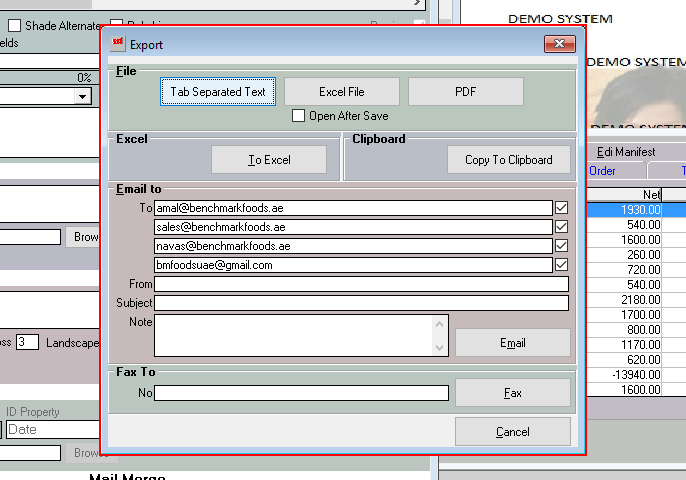 DEMO SYSTEM
Shade Alternate
elds
Export
DEMO SYSTEM
0%
File
Tab Separated Text
Excel File
PDF
Open After Save
DEMO SYSTEM
Excel
Clipboard
Edi Manifest
To Excel
Copy To Clipboard
Order
Email to
Net
To amal@benchmarkfoods.ae
1930.00
sales@benchmarkfoods.ae
540.00
Brow
navas@benchmarkfoods.ae
1600.00
260.00
bmfoodsuae@gmail.com
720.00
From
540.00
Subject
2180.00
Note
1700.00
oss 3 Landscape
Email
800.00
1170.00
620.00
Fax To
-13940.00
No
Fax
1600.00
ID Property
Date
Cancel
Brows
Mail Merge